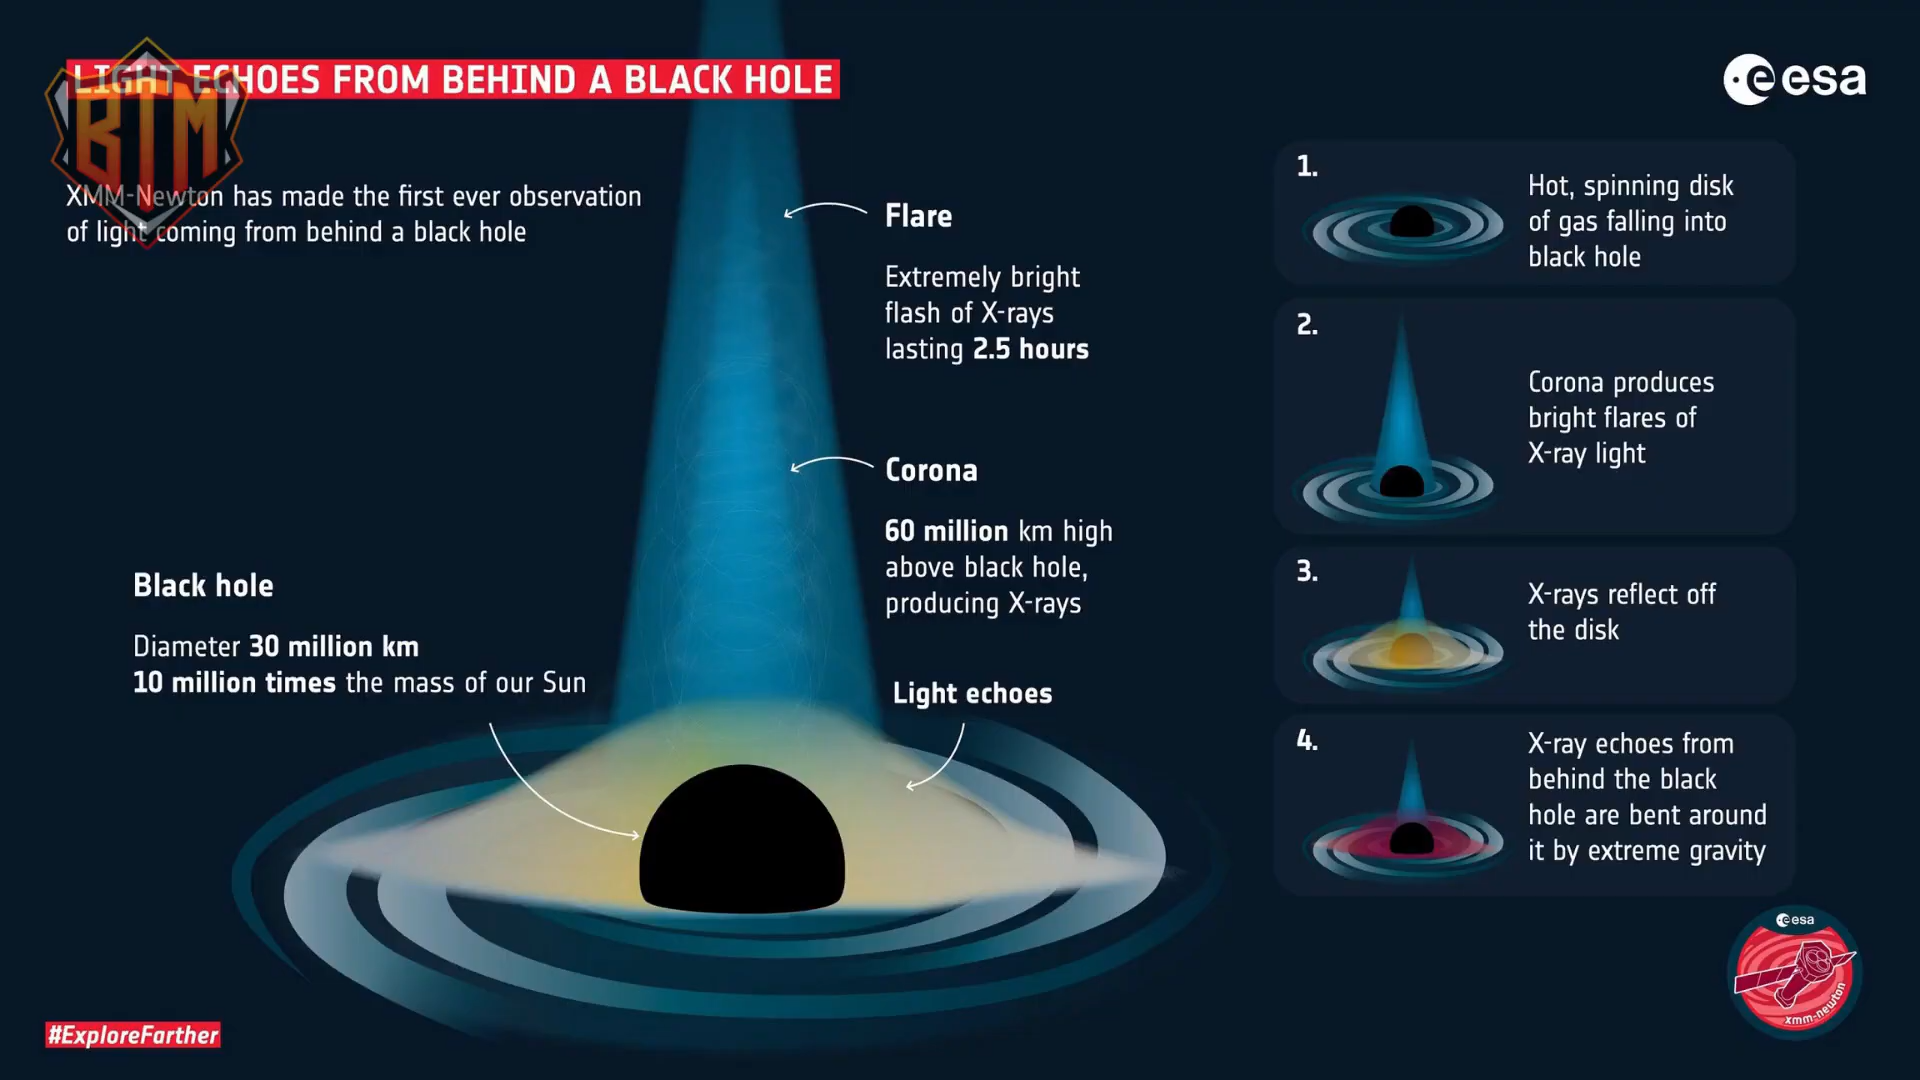 LIGHT ECHOES FROM BEHIND A BLACK HOLE
BTM
esa
XMM-Newton has made the first ever observation
of light coming from behind a black hole
Flare
Extremely bright
flash of X-rays
lasting 2.5 hours
Corona
60 million km high
above black hole,
producing X-rays
Black hole
Diameter 30 million km
10 million times the mass of our Sun
Light echoes
1.
Hot, spinning disk
of gas falling into
black hole
2.
Corona produces
bright flares of
X-ray light
3.
X-rays reflect off
the disk
4.
X-ray echoes from
behind the black
hole are bent around
it by extreme gravity
esa
xmm-newton
#ExploreFarther